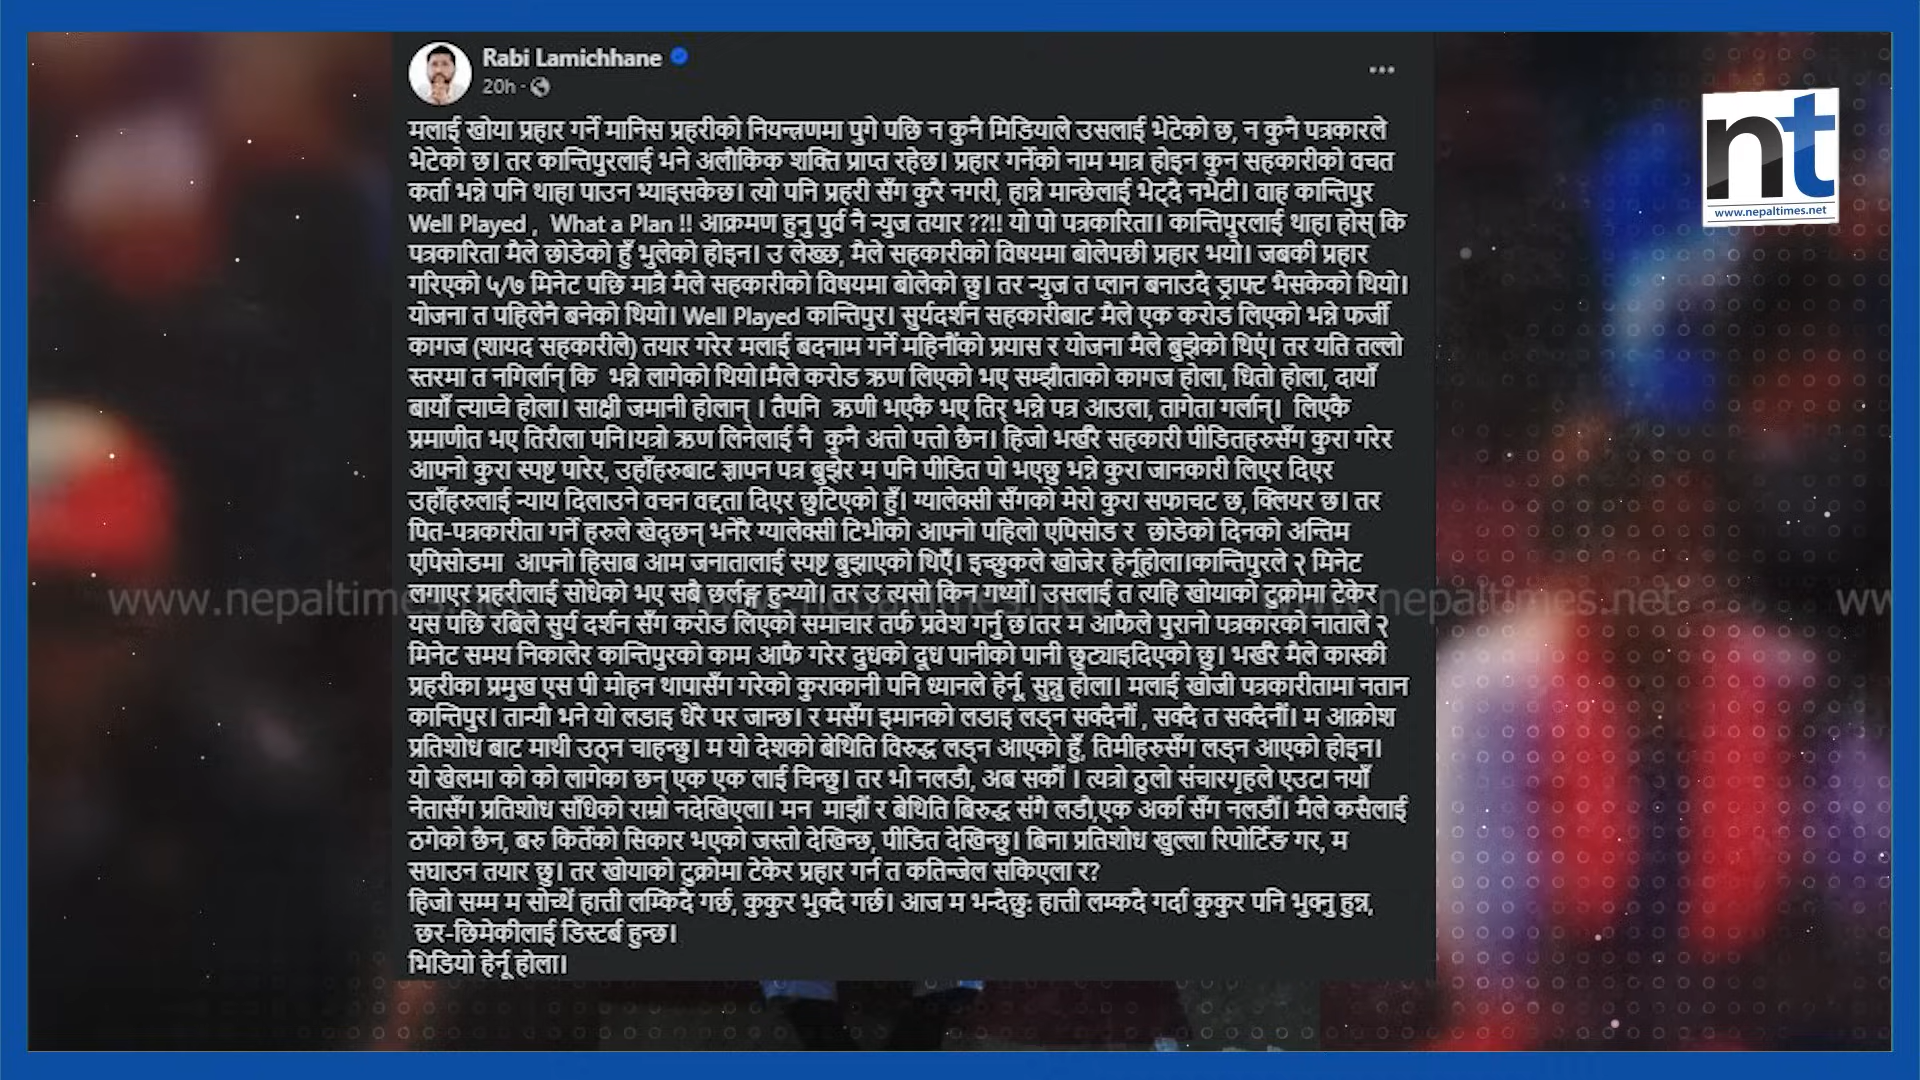 Rabi Lamichhane
20h
nt
www.nepaltimes.net
मलाई खोया प्रहार गर्ने मानिस प्रहरीको नियन्त्रणमा पुगे पछि न कुनै मिडियाले उसलाई भेटेको छ, न कुनै पत्रकारले
भेटेको छ। तर कान्तिपुरलाई भने अलौकिक शक्ति प्राप्त रहेछ। प्रहार गर्नेको नाम मात्र होइन कुन सहकारीको वचत
कर्ता भन्ने पनि थाहा पाउन भ्याइसकेछ। त्यो पनि प्रहरी सँग कुरै नगरी, हान्ने मान्छेलाई भेट्दै नभेटी। वाह कान्तिपुर
Well Played , What a Plan !! आक्रमण हुनु पुर्व नै न्युज तयार ??!! यो पो पत्रकारिता। कान्तिपुरलाई थाहा होस् कि
पत्रकारिता मैले छोडेको हुँ भुलेको होइन। उ लेख्छ, मैले सहकारीको विषयमा बोलेपछी प्रहार भयो। जबकी प्रहार
गरिएको ५/७ मिनेट पछि मात्रै मैले सहकारीको विषयमा बोलेको छु। तर न्युज त प्लान बनाउदै ड्राफ्ट भैसकेको थियो।
योजना त पहिलेनै बनेको थियो। Well Played कान्तिपुर। सुर्यदर्शन सहकारीबाट मैले एक करोड लिएको भन्ने फर्जी
कागज (शायद सहकारीले) तयार गरेर मलाई बदनाम गर्ने महिनौंको प्रयास र योजना मैले बुझेको थिएं। तर यति तल्लो
स्तरमा त नगिर्लान् कि भन्ने लागेको थियो।मैले करोड ऋण लिएको भए सम्झौताको कागज होला, धितो होला, दायाँ
बायाँ ल्याप्चे होला। साक्षी जमानी होलान् । तैपनि ऋणी भएकै भए तिर् भन्ने पत्र आउला, तागेता गर्लान्। लिएकै
प्रमाणीत भए तिरौला पनि।यत्रो ऋण लिनेलाई नै कुनै अत्तो पत्तो छैन। हिजो भर्खरै सहकारी पीडितहरुसँग कुरा गरेर
आफ्नो कुरा स्पष्ट पारेर, उहाँहरुबाट ज्ञापन पत्र बुझेर म पनि पीडित पो भएछु भन्ने कुरा जानकारी लिएर दिएर
उहाँहरुलाई न्याय दिलाउने वचन वद्दता दिएर छुटिएको हुँ। ग्यालेक्सी सँगको मेरो कुरा सफाचट छ, क्लियर छ। तर
पित-पत्रकारीता गर्ने हरुले खेद्छन् भनेरै ग्यालेक्सी टिभीको आफ्नो पहिलो एपिसोड र छोडेको दिनको अन्तिम
एपिसोडमा आफ्नो हिसाब आम जनातालाई स्पष्ट बुझाएको थिएँ। इच्छुकले खोजेर हेर्नूहोला।कान्तिपुरले २ मिनेट
लगाएर प्रहरीलाई सोधेको भए सबै छर्लङ्ग हुन्थ्यो। तर उ त्यसो किन गर्थ्यो। उसलाई त त्यहि खोयाको टुक्रोमा टेकेर
यस पछि रबिले सुर्य दर्शन सँग करोड लिएको समाचार तर्फ प्रवेश गर्नु छ।तर म आफैले पुरानो पत्रकारको नाताले २
मिनेट समय निकालेर कान्तिपुरको काम आफै गरेर दुधको दूध पानीको पानी छुट्याइदिएको छु। भर्खरै मैले कास्की
प्रहरीका प्रमुख एस पी मोहन थापासँग गरेको कुराकानी पनि ध्यानले हेर्नू, सुन्नु होला। मलाई खोजी पत्रकारीतामा नतान
कान्तिपुर। तान्यौ भने यो लडाइ धेरै पर जान्छ। र मसँग इमानको लडाइ लड्न सक्दैनौं , सक्दै त सक्दैनौं। म आक्रोश
प्रतिशोध बाट माथी उठ्न चाहन्छु। म यो देशको बेथिति विरुद्ध लड्न आएको हुँ, तिमीहरुसँग लड्न आएको होइन।
यो खेलमा को को लागेका छन् एक एक लाई चिन्छु। तर भो नलडौ, अब सकौं । त्यत्रो ठुलो संचारगृहले एउटा नयाँ
नेतासँग प्रतिशोध साँधेको राम्रो नदेखिएला। मन माझौं र बेथिति बिरुद्ध संगै लडौ,एक अर्का सँग नलडौं। मैले कसैलाई
ठगेको छैन, बरु किर्तेको सिकार भएको जस्तो देखिन्छ, पीडित देखिन्छु। बिना प्रतिशोध खुल्ला रिपोर्टिङ गर, म
सघाउन तयार छु। तर खोयाको टुक्रोमा टेकेर प्रहार गर्न त कतिन्जेल सकिएला र?
हिजो सम्म म सोच्थें हात्ती लम्किदै गर्छ, कुकुर भुक्दै गर्छ। आज म भन्दैछुः हात्ती लम्कदै गर्दा कुकुर पनि भुक्नु हुन्न,
छर-छिमेकीलाई डिस्टर्ब हुन्छ।
भिडियो हेर्नू होला।
www.nepaltimes.net